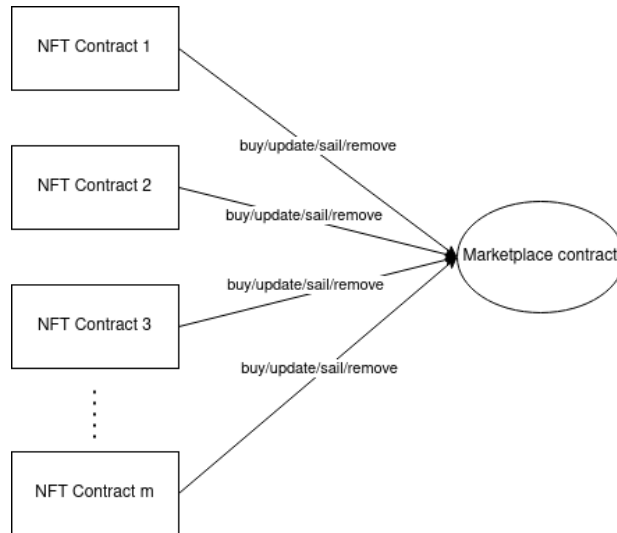 NFT Contract 1
buy/update/sail/remove
NFT Contract 2
buy/update/sail/remove
Marketplace contract
buy/update/sail/remove
NFT Contract 3
buy/update/sail/remove
NFT Contract m